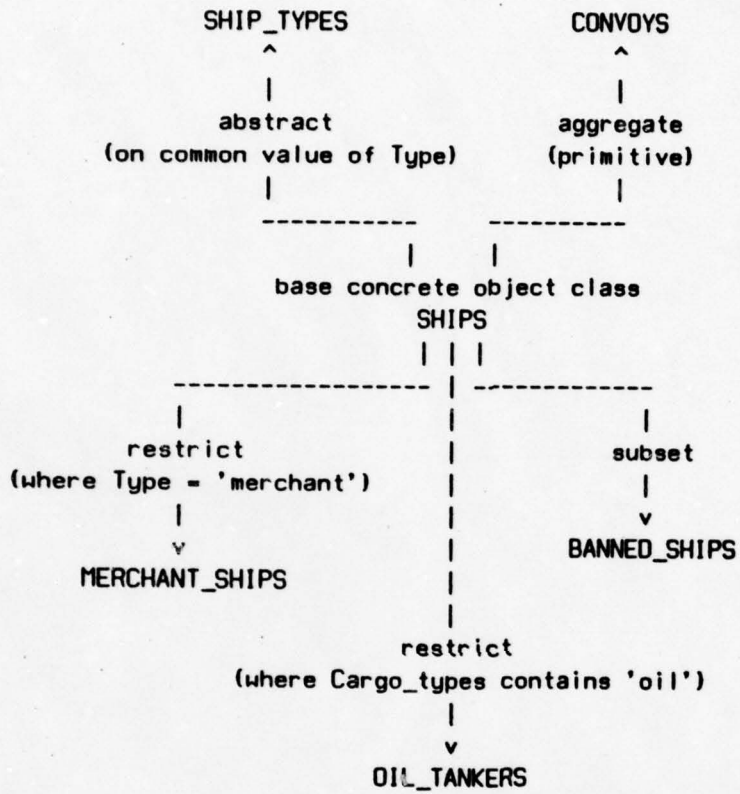 SHIP_TYPES CONVOYS
^ ^
| |
abstract aggregate
(on common value of Type) (primitive)
| |
----------- ----------
| |
base concrete object class
SHIPS
| | |
------------------ | -------------
| | |
restrict | subset
(where Type = 'merchant') | |
| | v
v | BANNED_SHIPS
MERCHANT_SHIPS |
|
restrict
(where Cargo_types contains 'oil')
|
v
OIL_TANKERS